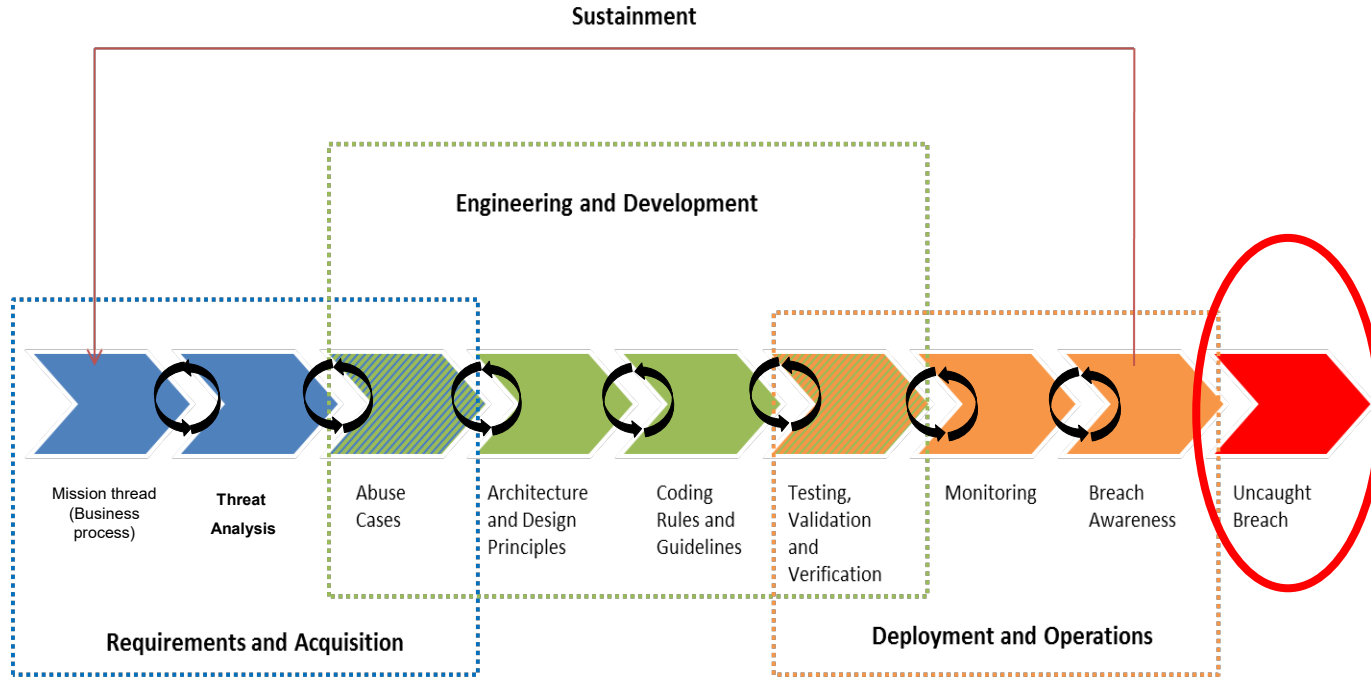 Sustainment
Engineering and Development
Mission thread
(Business
process)
Threat
Analysis
Abuse
Cases
Architecture
and Design
Principles
Coding
Rules and
Guidelines
Testing,
Validation
and
Verification
Monitoring
Breach
Awareness
Uncaught
Breach
Requirements and Acquisition
Deployment and Operations